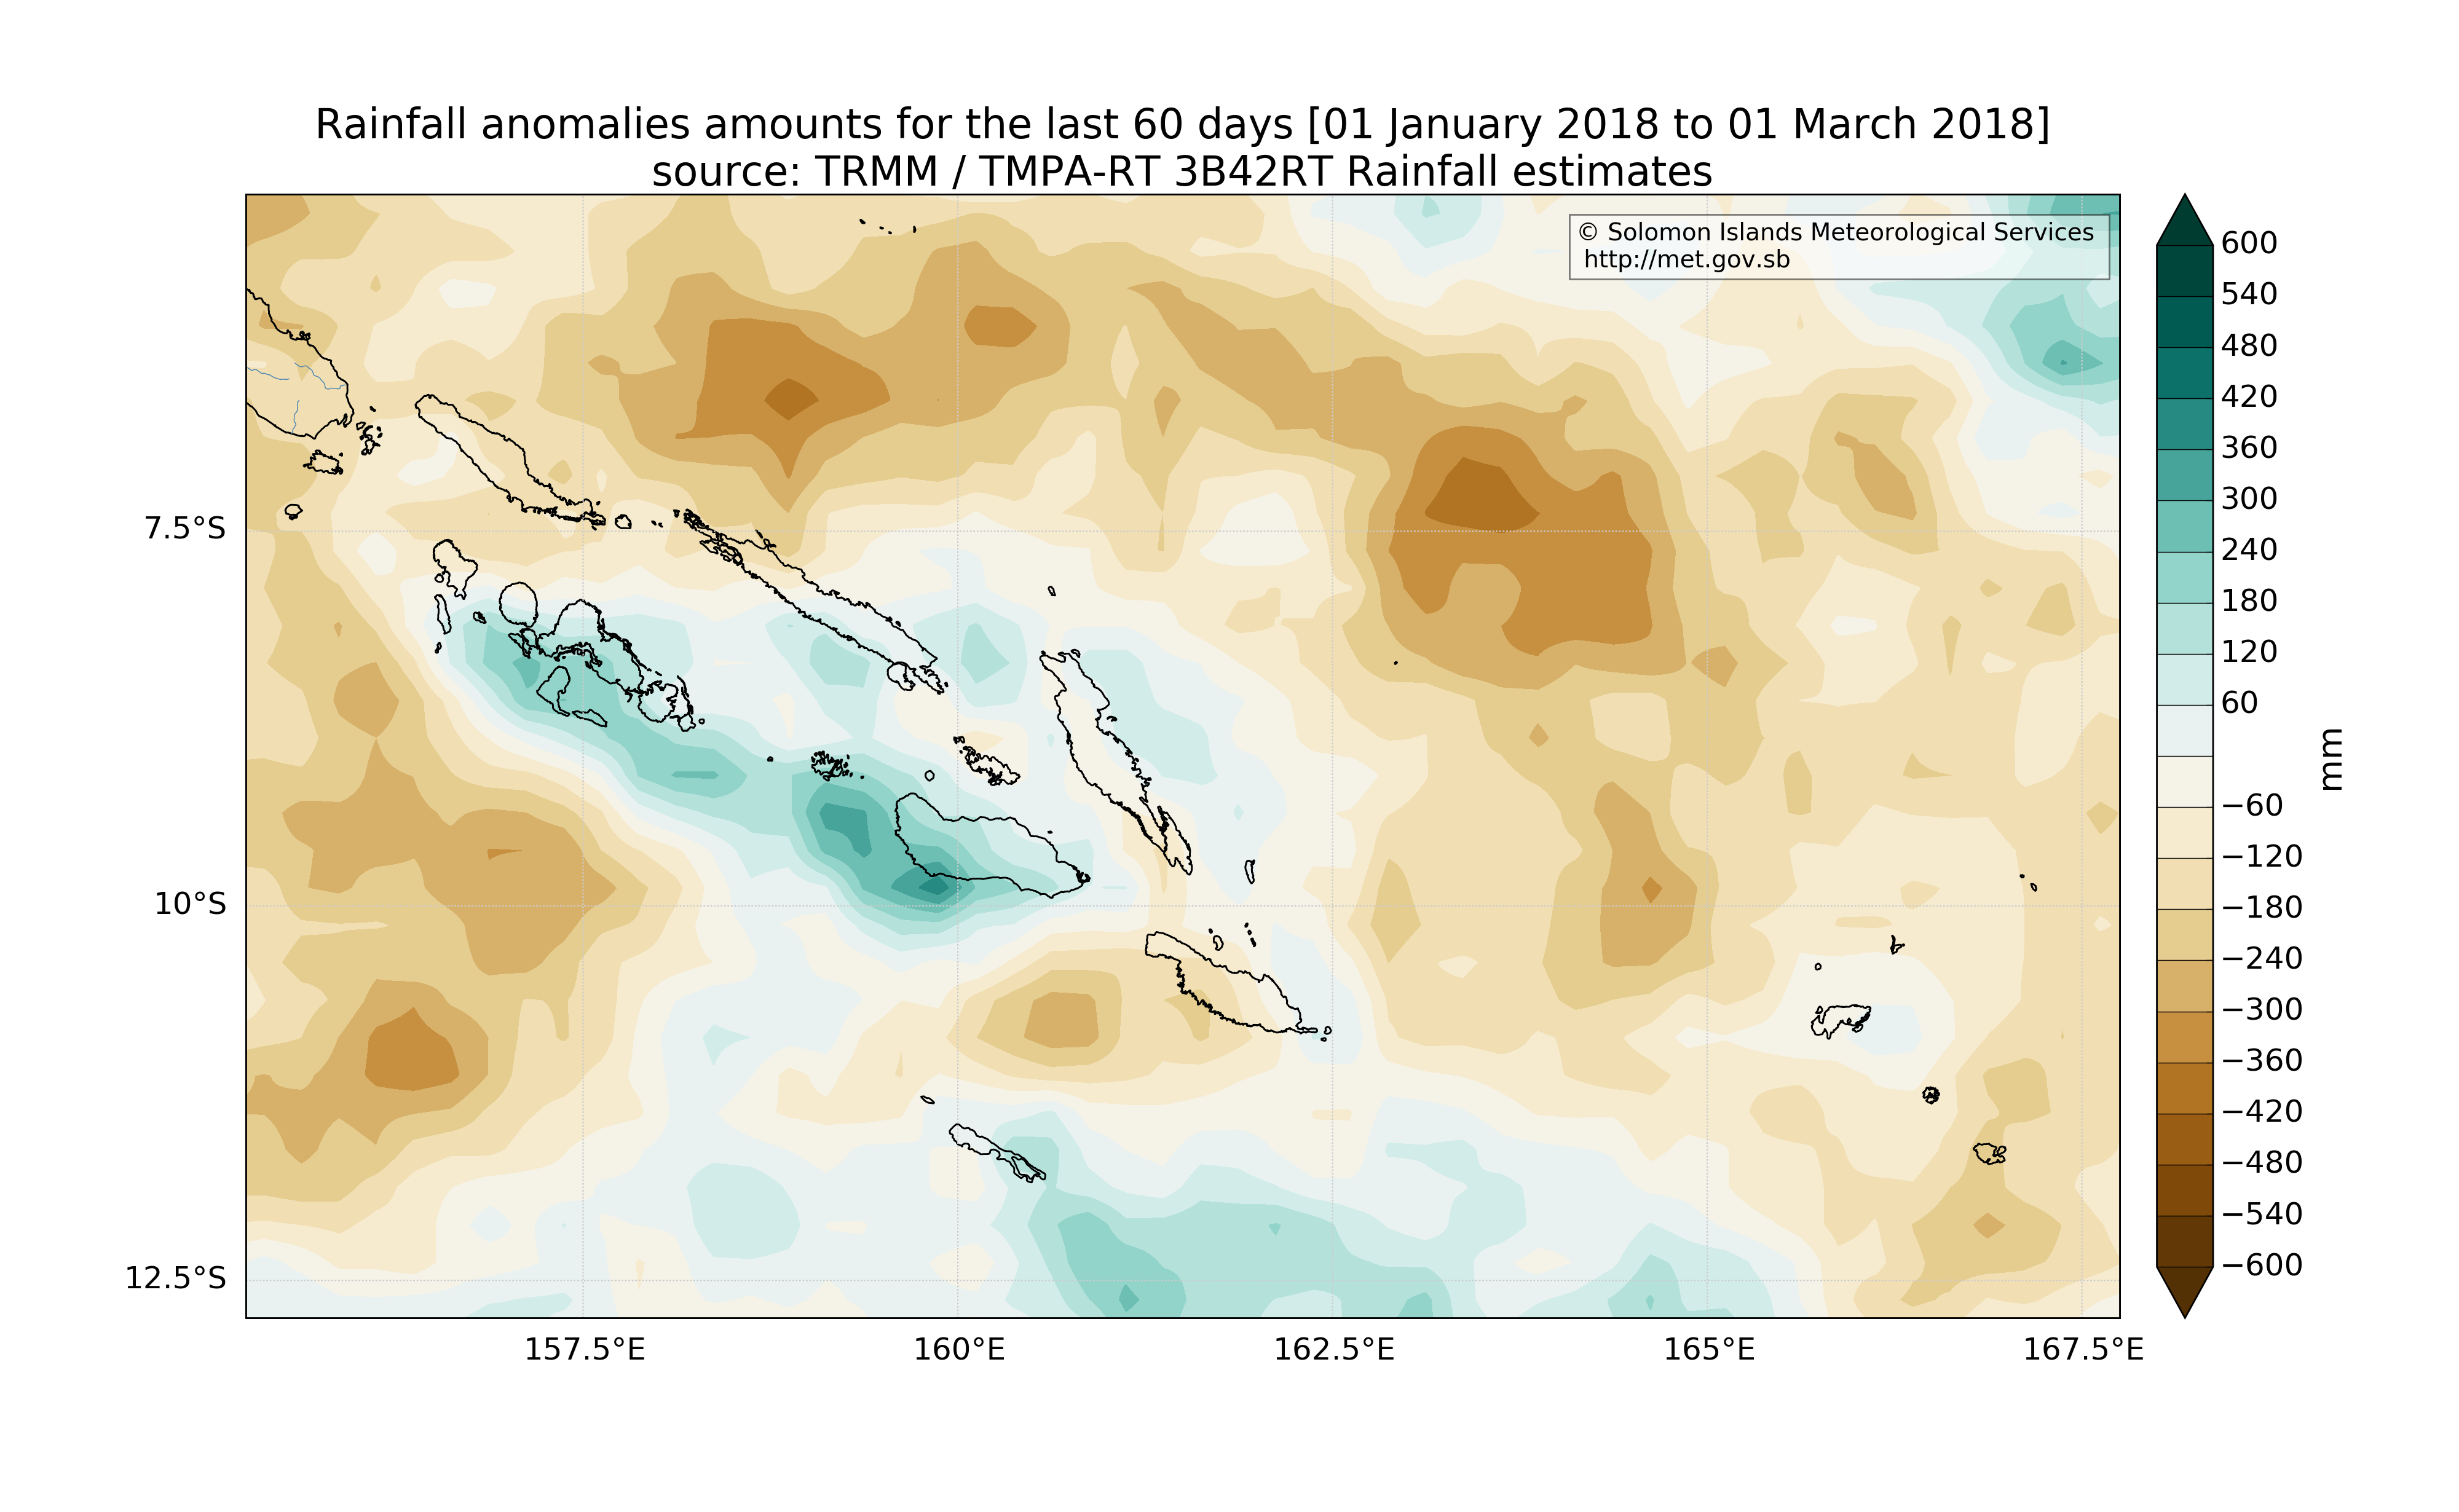 Rainfall anomalies amounts for the last 60 days [01 January 2018 to 01 March 2018]
source: TRMM / TMPA-RT 3B42RT Rainfall estimates
© Solomon Islands Meteorological Services
http://met.gov.sb
7.5°S
10°S
12.5°S
157.5°E
160°E
162.5°E
165°E
167.5°E
600
540
480
420
360
300
240
180
120
60
−60
−120
−180
−240
−300
−360
−420
−480
−540
−600
mm